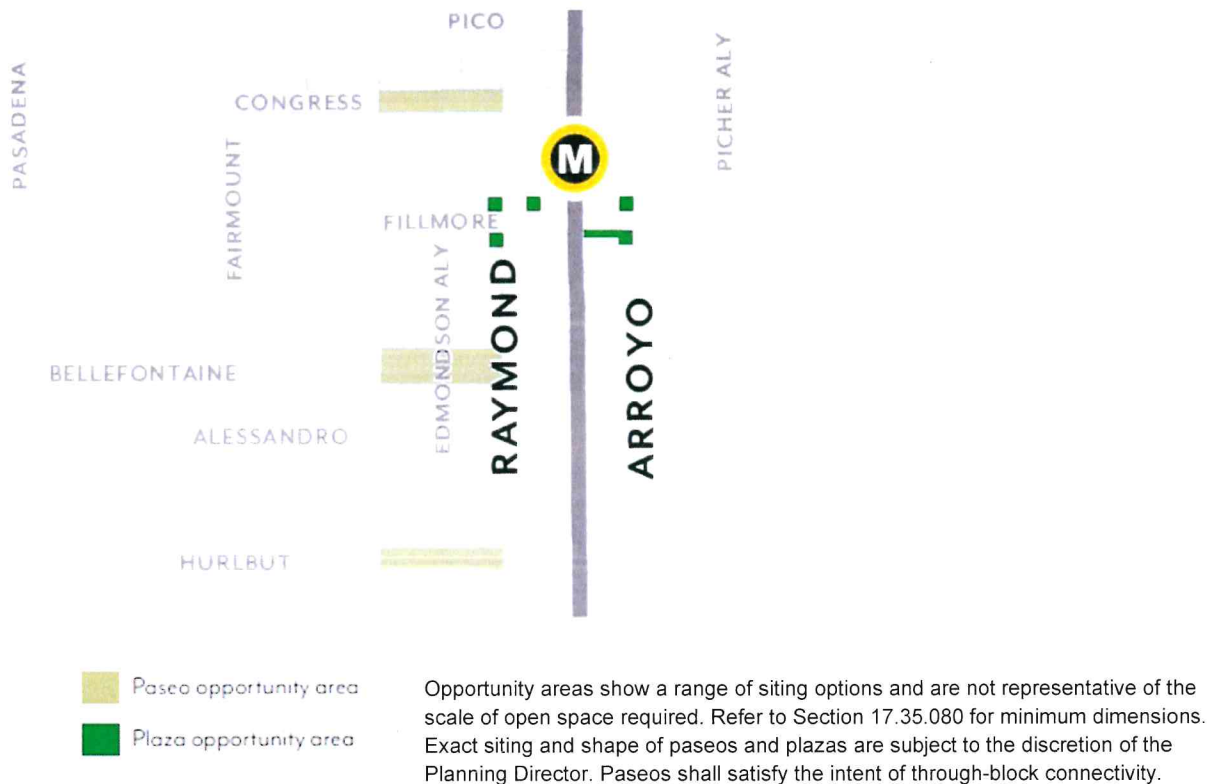 PICO
PASADENA
CONGRESS
PICHER ALY
M
FAIRMOUNT
FILLMORE
EDMONDSON ALY
RAYMOND
ARROYO
BELLEFONTAINE
ALESSANDRO
HURLBUT
Paseo opportunity area
Plaza opportunity area
Opportunity areas show a range of siting options and are not representative of the
scale of open space required. Refer to Section 17.35.080 for minimum dimensions.
Exact siting and shape of paseos and plazas are subject to the discretion of the
Planning Director. Paseos shall satisfy the intent of through-block connectivity.